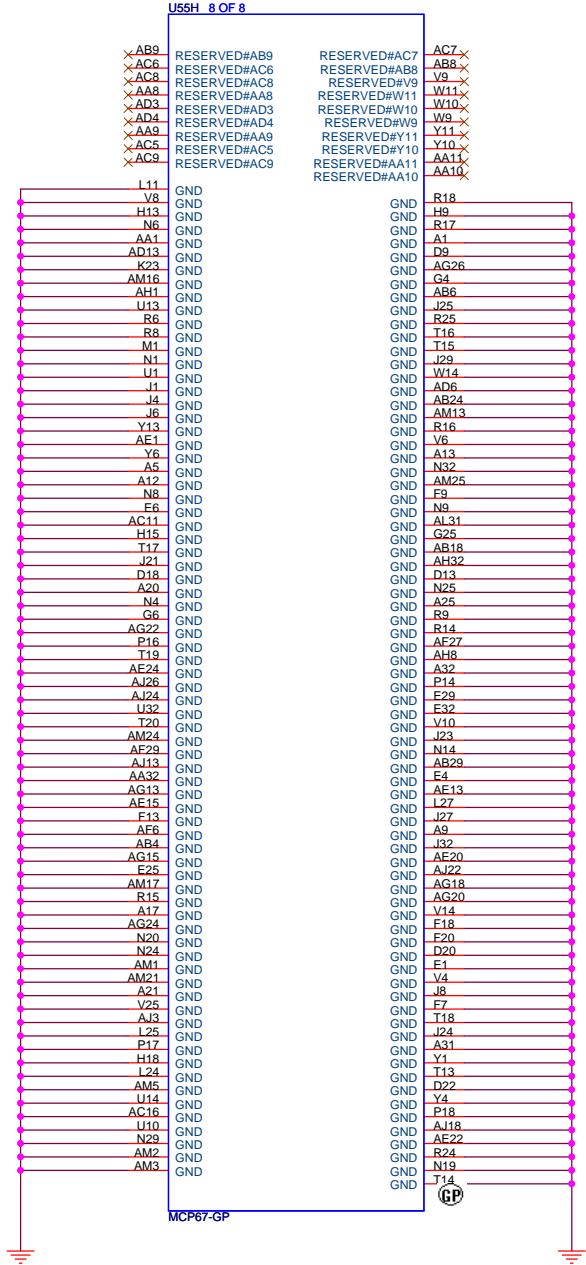 U55H 8 OF 8
AB9 RESERVED#AB9
AC6 RESERVED#AC6
AC8 RESERVED#AC8
AA8 RESERVED#AA8
AD3 RESERVED#AD3
AD4 RESERVED#AD4
AA9 RESERVED#AA9
AC5 RESERVED#AC5
AC9 RESERVED#AC9
L11 GND
V8 GND
H13 GND
N6 GND
AA1 GND
AD13 GND
K23 GND
AM16 GND
AH1 GND
U13 GND
R6 GND
R8 GND
M1 GND
N1 GND
U1 GND
J1 GND
J4 GND
J6 GND
Y13 GND
AE1 GND
Y6 GND
A5 GND
A12 GND
N8 GND
E6 GND
AC11 GND
H15 GND
T17 GND
J21 GND
D18 GND
A20 GND
N4 GND
G6 GND
AG22 GND
P16 GND
T19 GND
AE24 GND
AJ26 GND
AJ24 GND
U32 GND
T20 GND
AM24 GND
AF29 GND
AJ13 GND
AA32 GND
AG13 GND
AE15 GND
F13 GND
AF6 GND
AB4 GND
AG15 GND
E25 GND
AM17 GND
R15 GND
A17 GND
AG24 GND
N20 GND
N24 GND
AM1 GND
AM21 GND
A21 GND
V25 GND
AJ3 GND
L25 GND
P17 GND
H18 GND
L24 GND
AM5 GND
U14 GND
AC16 GND
U10 GND
N29 GND
AM2 GND
AM3 GND
RESERVED#AC7 AC7
RESERVED#AB8 AB8
RESERVED#V9 V9
RESERVED#W11 W11
RESERVED#W10 W10
RESERVED#W9 W9
RESERVED#Y11 Y11
RESERVED#Y10 Y10
RESERVED#AA11 AA11
RESERVED#AA10 AA10
GND R18
GND H9
GND R17
GND A1
GND D9
GND AG26
GND G4
GND AB6
GND J25
GND R25
GND T16
GND T15
GND J29
GND W14
GND AD6
GND AB24
GND AM13
GND R16
GND V6
GND A13
GND N32
GND AM25
GND F9
GND N9
GND AL31
GND G25
GND AB18
GND AH32
GND D13
GND N25
GND A25
GND R9
GND R14
GND AF27
GND AH8
GND A32
GND P14
GND E29
GND E32
GND V10
GND J23
GND N14
GND AB29
GND E4
GND AE13
GND L27
GND J27
GND A9
GND J32
GND AE20
GND AJ22
GND AG18
GND AG20
GND V14
GND F18
GND F20
GND D20
GND E1
GND V4
GND J8
GND F7
GND T18
GND J24
GND A31
GND Y1
GND T13
GND D22
GND Y4
GND P18
GND AJ18
GND AE22
GND R24
GND N19
GND T14
GP
MCP67-GP